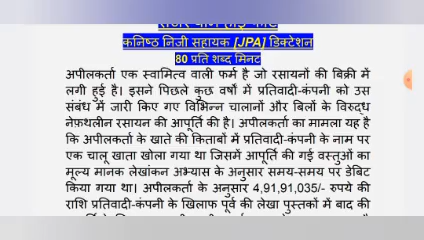 कनिष्ठ निजी सहायक [JPA] डिक्टेशन
80 प्रति शब्द मिनट
अपीलकर्ता एक स्वामित्व वाली फर्म है जो रसायनों की बिक्री में
लगी हुई है। इसने पिछले कुछ वर्षों में प्रतिवादी-कंपनी को उस
संबंध में जारी किए गए विभिन्न चालानों और बिलों के विरुद्ध
नेफ़थलीन रसायन की आपूर्ति की है। अपीलकर्ता का मामला यह है
कि अपीलकर्ता के खाते की किताबों में प्रतिवादी-कंपनी के नाम पर
एक चालू खाता खोला गया था जिसमें आपूर्ति की गई वस्तुओं का
मूल्य मानक लेखांकन अभ्यास के अनुसार समय-समय पर डेबिट
किया गया था। अपीलकर्ता के अनुसार 4,91,91,035/- रुपये की
राशि प्रतिवादी-कंपनी के खिलाफ पूर्व की लेखा पुस्तकों में बाद की